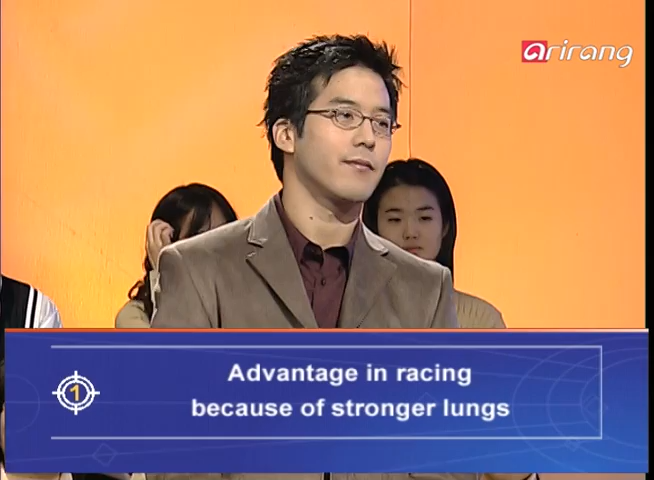 arirang
1
Advantage in racing
because of stronger lungs